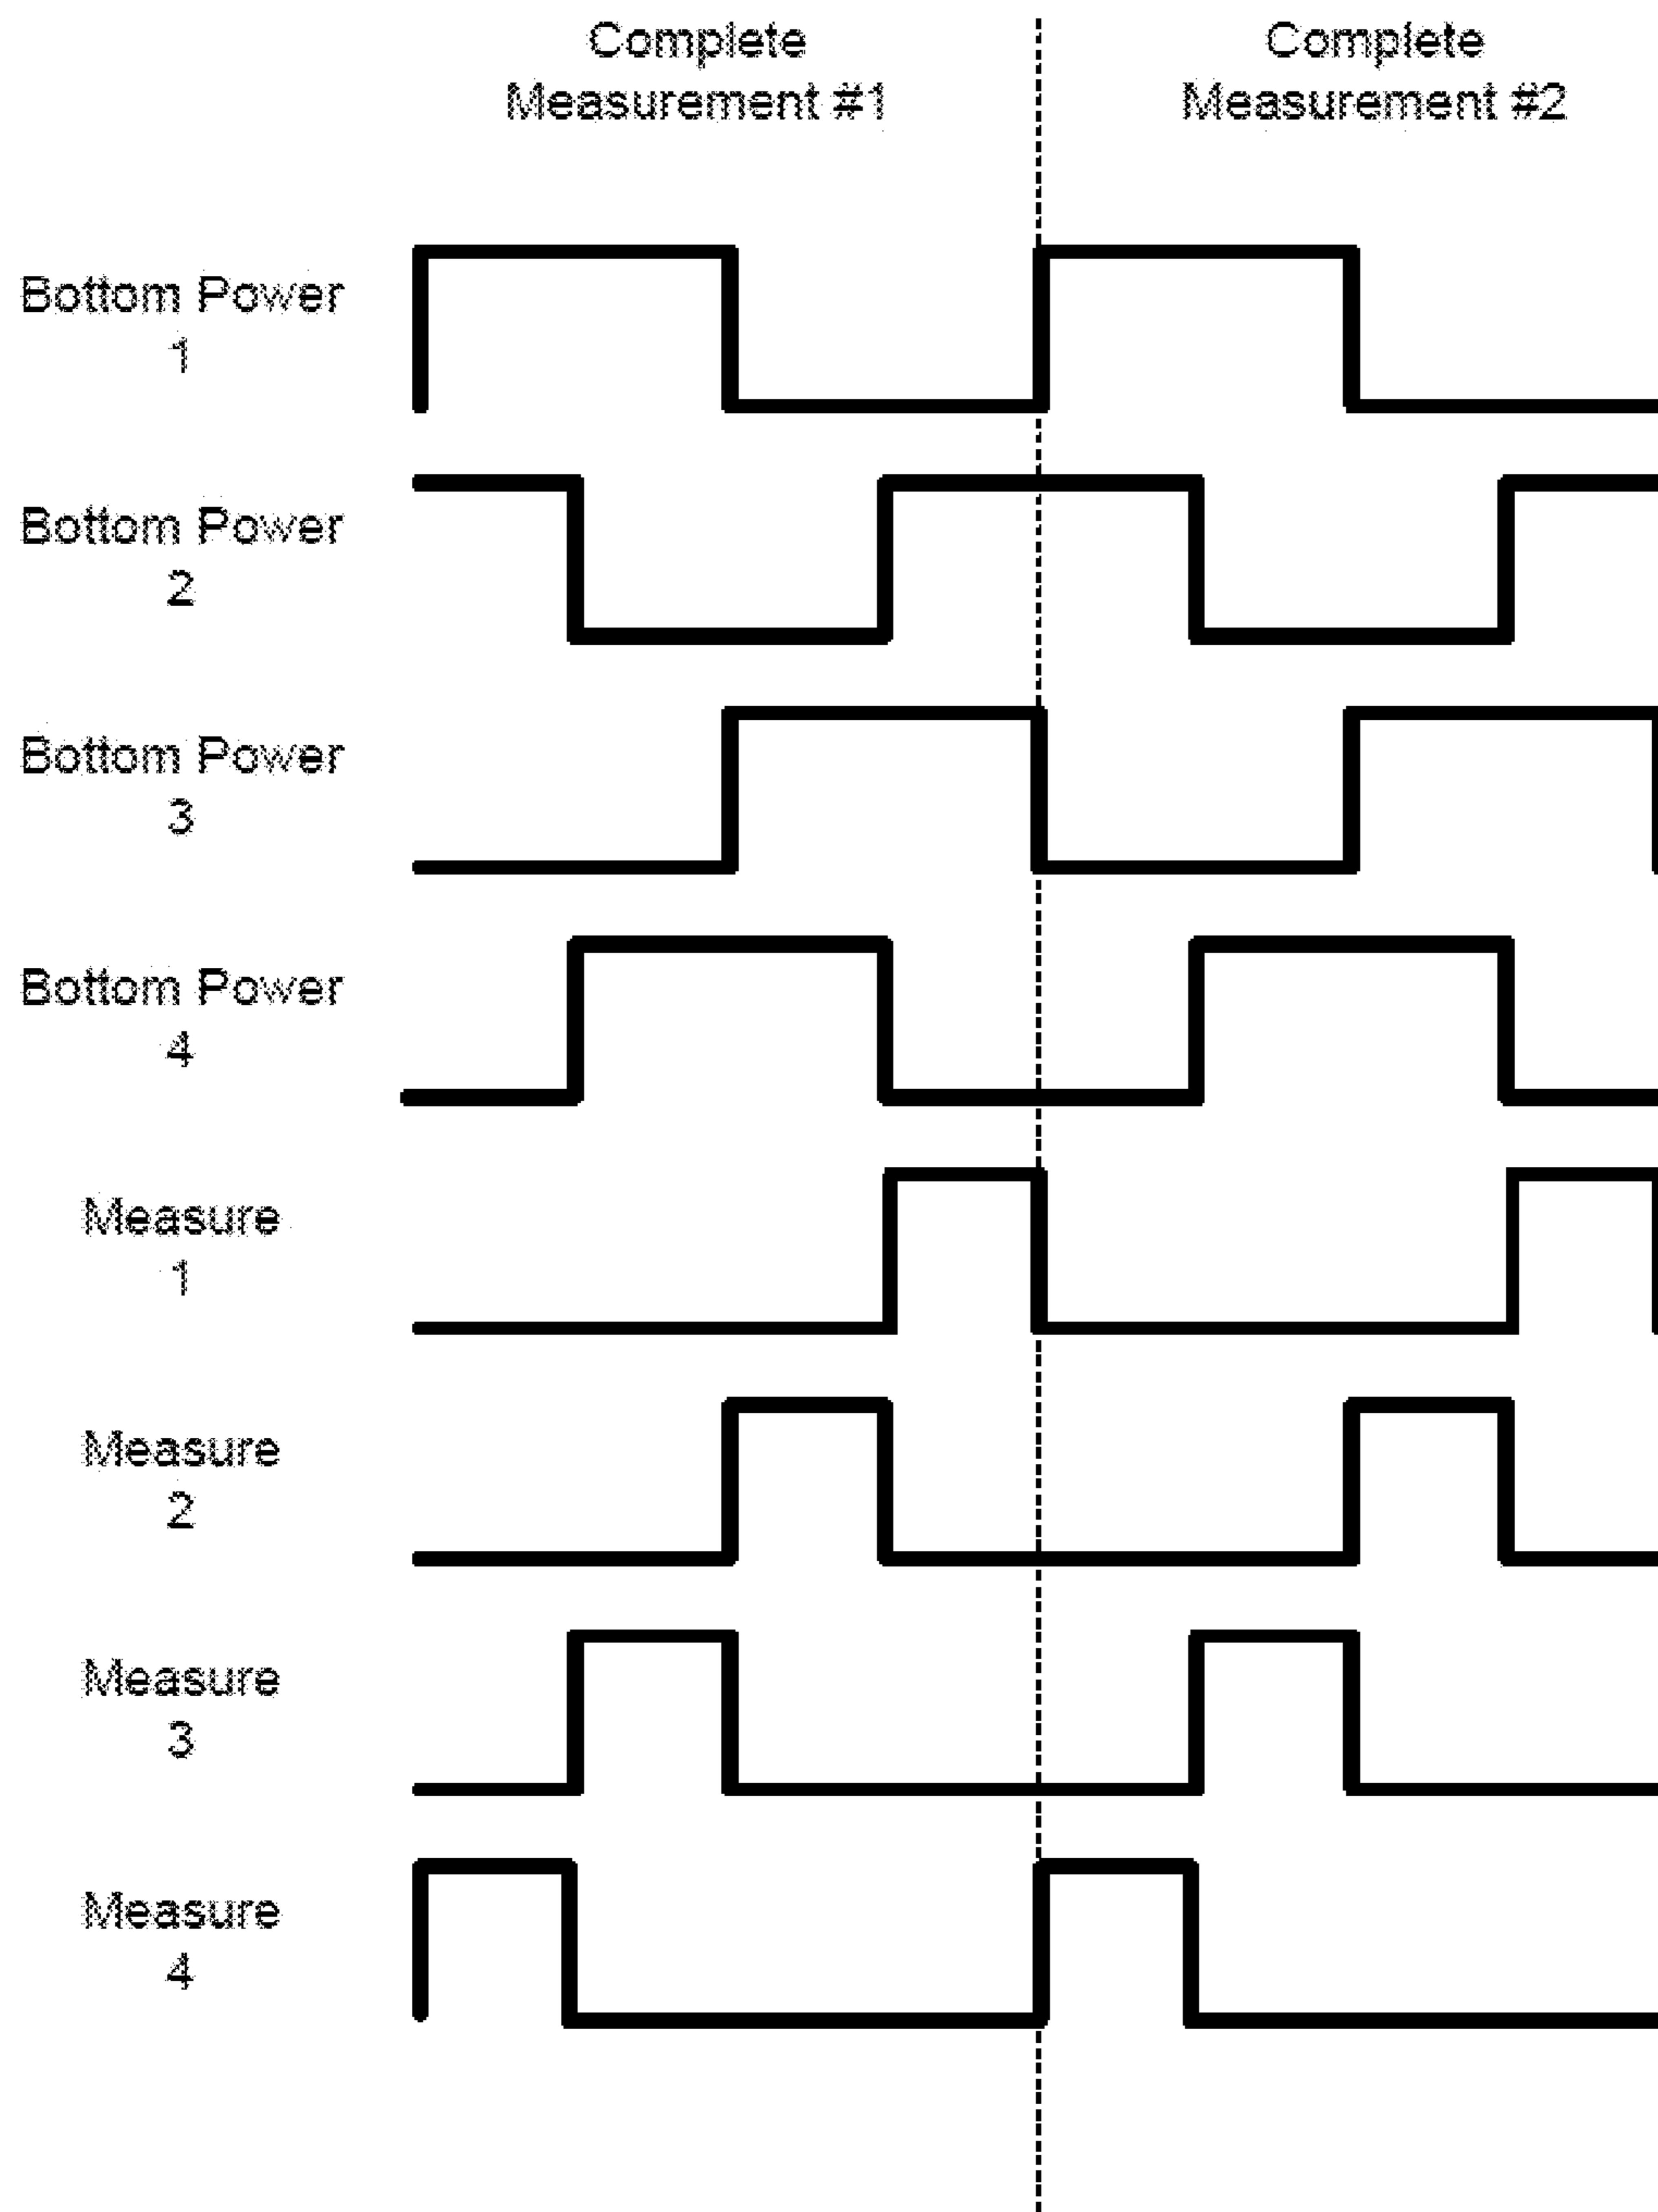 Complete
Measurement #1
Complete
Measurement #2
Bottom Power
1
Bottom Power
2
Bottom Power
3
Bottom Power
4
Measure
1
Measure
2
Measure
3
Measure
4